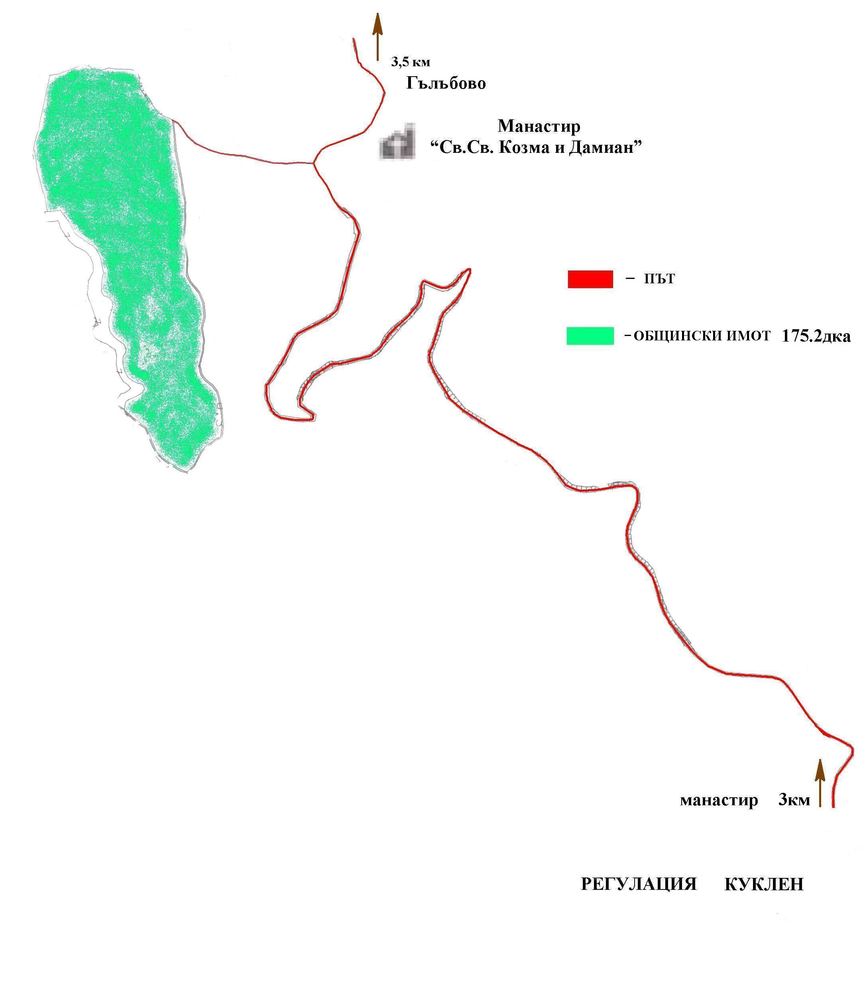 3,5 км
Гълъбово
Манастир
“Св.Св. Козма и Дамиан”
– ПЪТ
–ОБЩИНСКИ ИМОТ 175.2дка
манастир 3км
РЕГУЛАЦИЯ КУКЛЕН